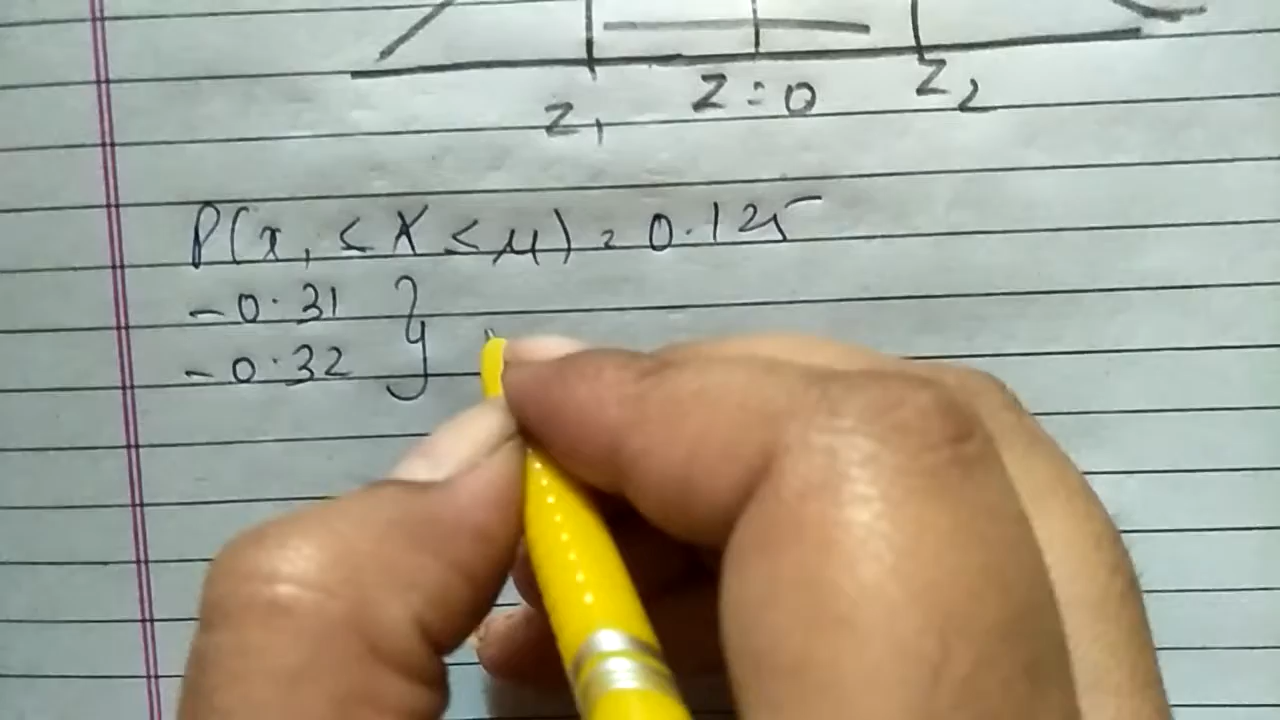 z₁ z=0 z₂
P(x₁ ≤ X ≤ μ) = 0.125
-0.31 }
-0.32